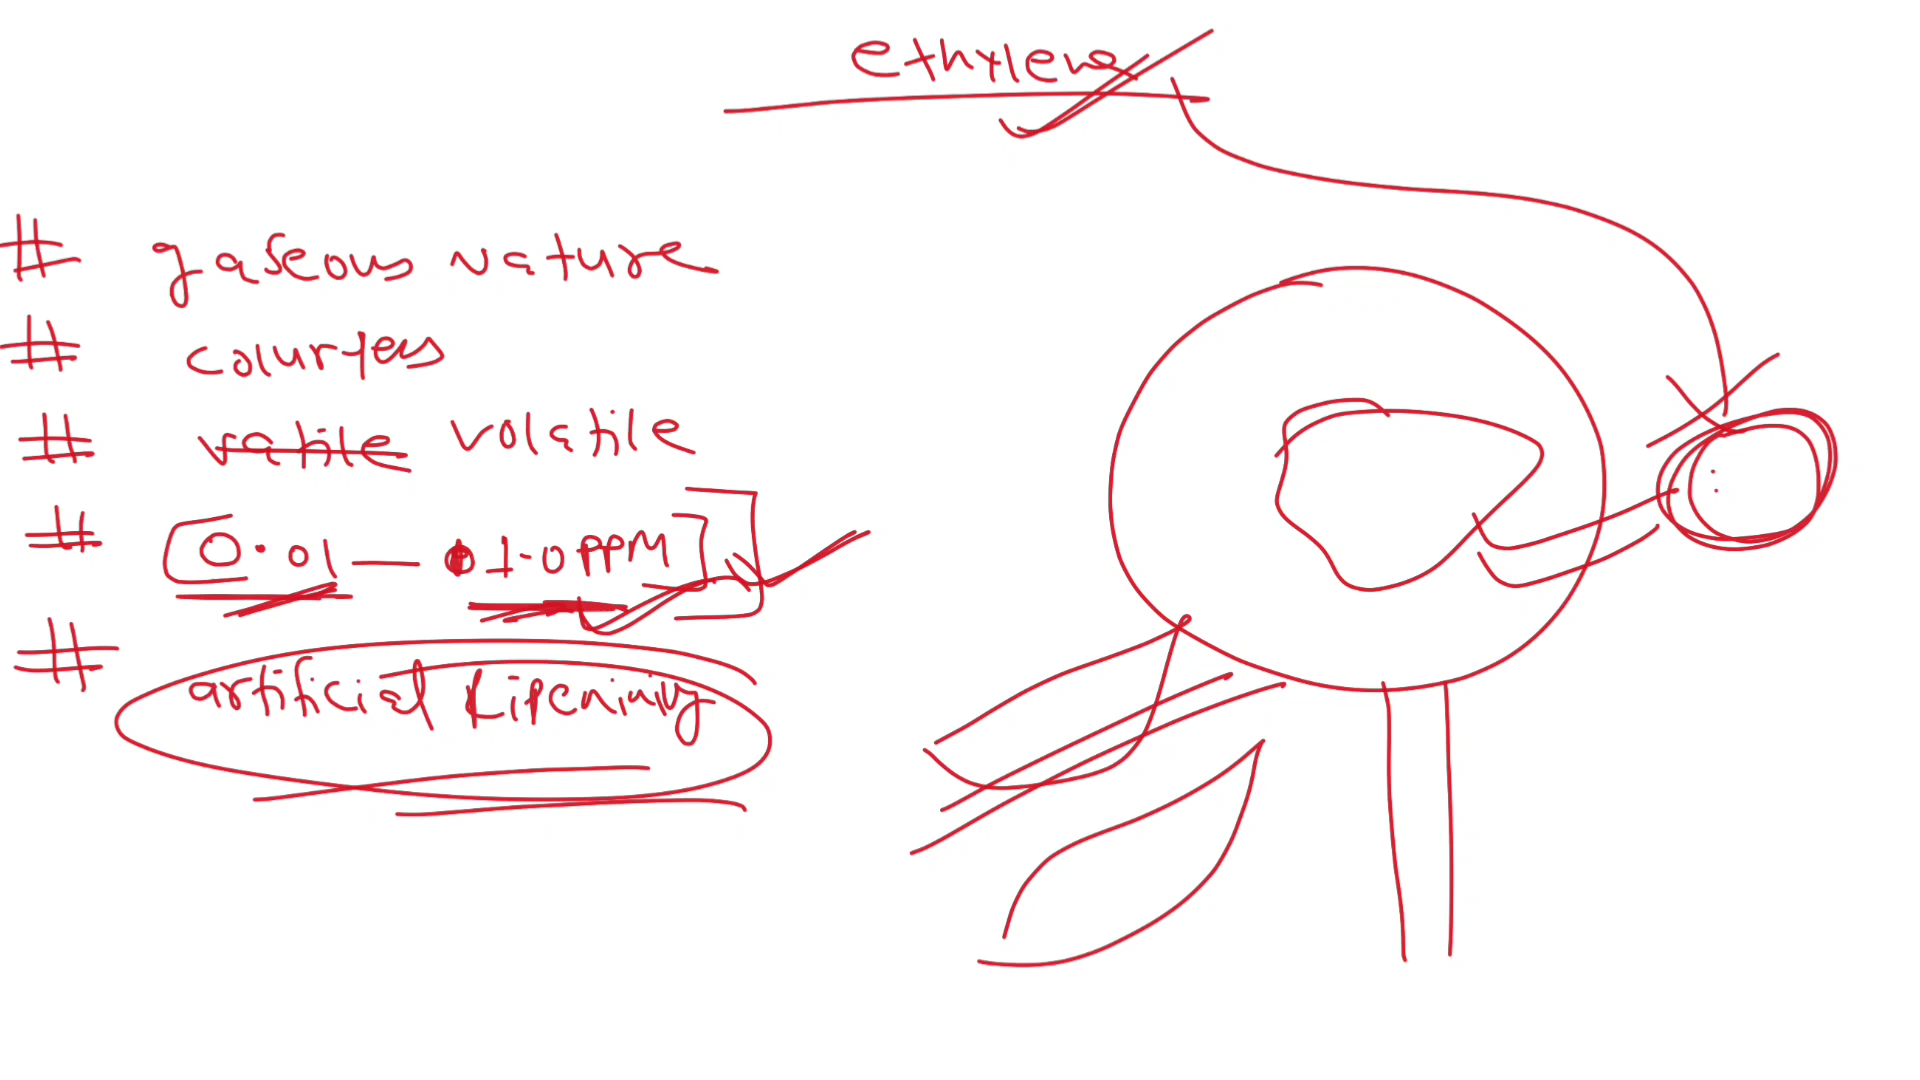 ethylene
# gaseous nature
# colurless
# vatile volatile
# [0.01 — 1.0 PPM]
# artificial Ripening